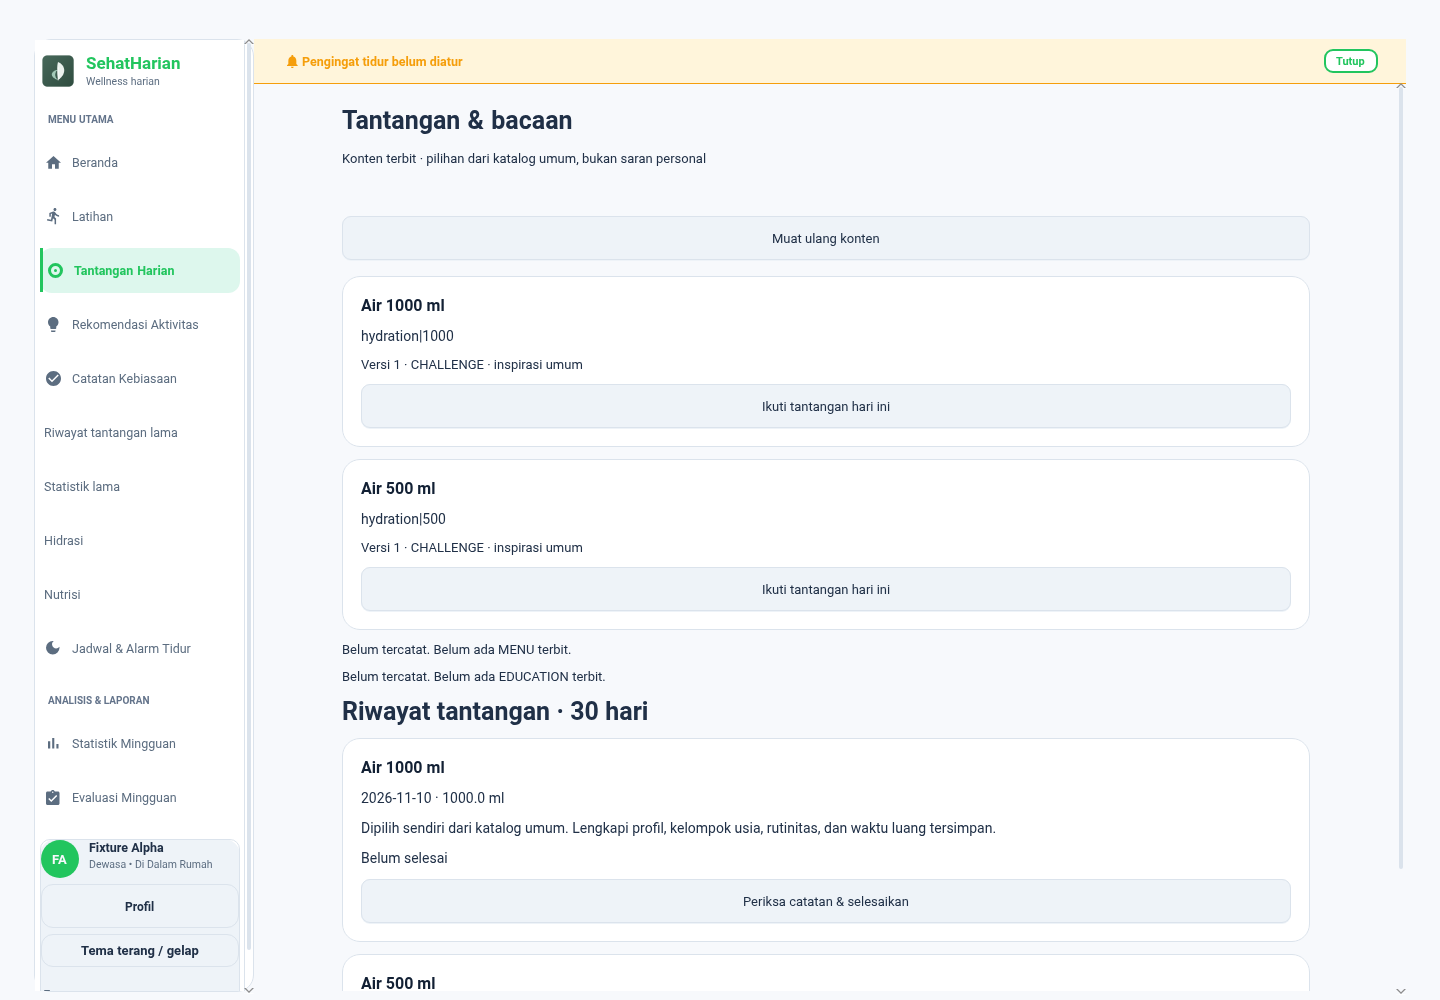 SehatHarian
Wellness harian
MENU UTAMA
Beranda
Latihan
Tantangan Harian
Rekomendasi Aktivitas
Catatan Kebiasaan
Riwayat tantangan lama
Statistik lama
Hidrasi
Nutrisi
Jadwal & Alarm Tidur
ANALISIS & LAPORAN
Statistik Mingguan
Evaluasi Mingguan
FA
Fixture Alpha
Dewasa • Di Dalam Rumah
Profil
Tema terang / gelap
Pengingat tidur belum diatur
Tutup
Tantangan & bacaan
Konten terbit · pilihan dari katalog umum, bukan saran personal
Muat ulang konten
Air 1000 ml
hydration|1000
Versi 1 · CHALLENGE · inspirasi umum
Ikuti tantangan hari ini
Air 500 ml
hydration|500
Versi 1 · CHALLENGE · inspirasi umum
Ikuti tantangan hari ini
Belum tercatat. Belum ada MENU terbit.
Belum tercatat. Belum ada EDUCATION terbit.
Riwayat tantangan · 30 hari
Air 1000 ml
2026-11-10 · 1000.0 ml
Dipilih sendiri dari katalog umum. Lengkapi profil, kelompok usia, rutinitas, dan waktu luang tersimpan.
Belum selesai
Periksa catatan & selesaikan
Air 500 ml